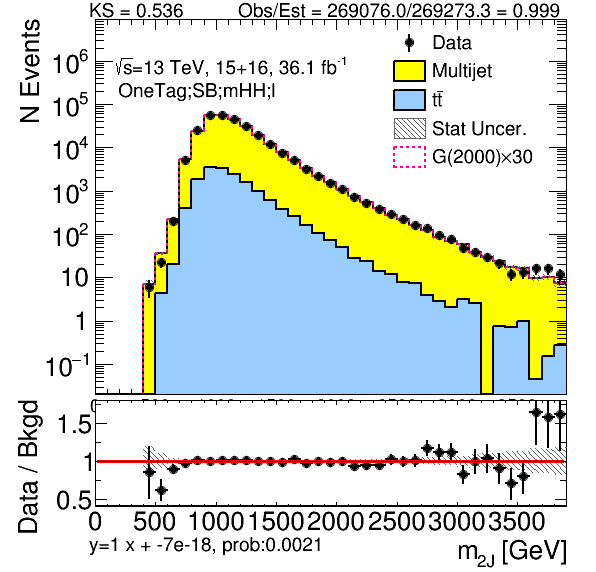 KS = 0.536 Obs/Est = 269076.0/269273.3 = 0.999
N Events
10⁶
10⁵
10⁴
10³
10²
10
1
10⁻¹
√s=13 TeV, 15+16, 36.1 fb⁻¹
OneTag;SB;mHH;l
Data
Multijet
tt̄
Stat Uncer.
G(2000)×30
Data / Bkgd
1.5
1
0.5
0 500 1000 1500 2000 2500 3000 3500
y=1 x + -7e-18, prob:0.0021
m₂J [GeV]